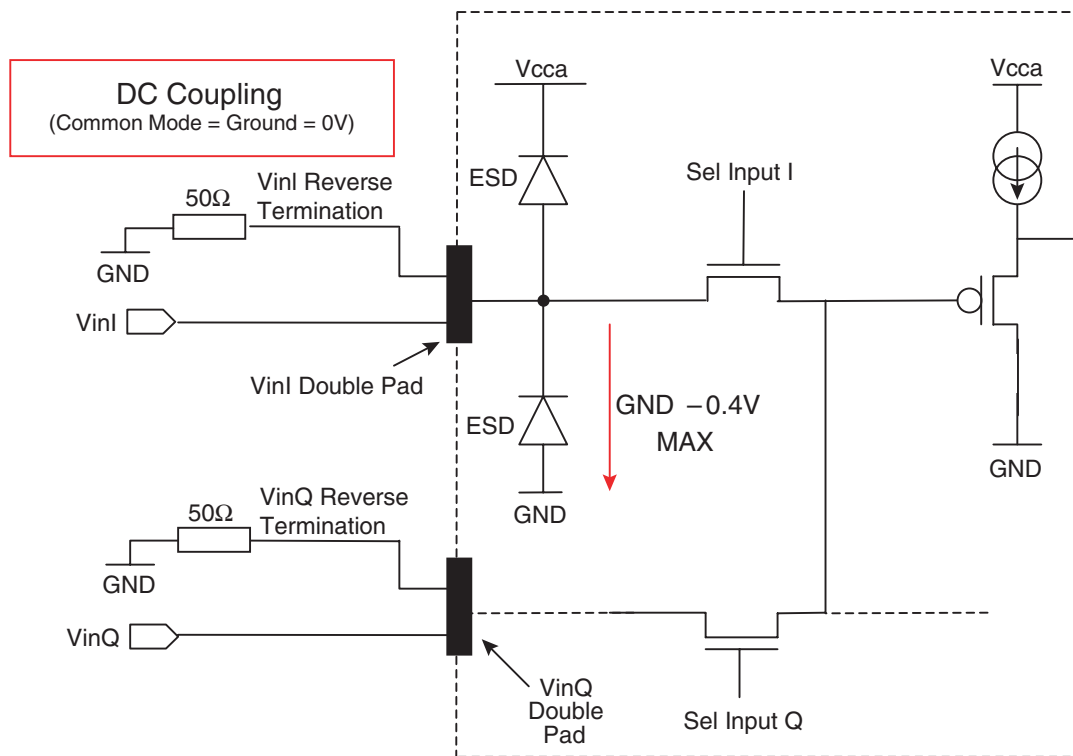 DC Coupling
(Common Mode = Ground = 0V)
Vcca
Vcca
ESD
Sel Input I
50Ω
VinI Reverse
Termination
GND
VinI
VinI Double Pad
ESD
GND
GND −0.4V
MAX
GND
50Ω
VinQ Reverse
Termination
GND
VinQ
VinQ
Double
Pad
Sel Input Q